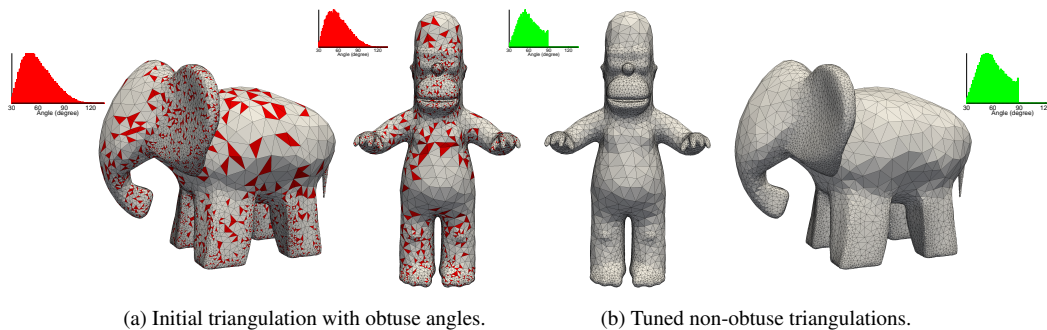 30 60 90 120
Angle (degree)
30 60 90 120
Angle (degree)
30 60 90 120
Angle (degree)
30 60 90 120
Angle (degree)
(a) Initial triangulation with obtuse angles.
(b) Tuned non-obtuse triangulations.